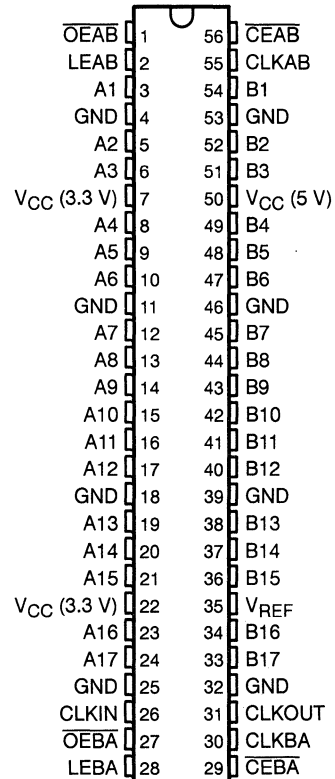 OEAB 1 56 CEAB
LEAB 2 55 CLKAB
A1 3 54 B1
GND 4 53 GND
A2 5 52 B2
A3 6 51 B3
VCC (3.3 V) 7 50 VCC (5 V)
A4 8 49 B4
A5 9 48 B5
A6 10 47 B6
GND 11 46 GND
A7 12 45 B7
A8 13 44 B8
A9 14 43 B9
A10 15 42 B10
A11 16 41 B11
A12 17 40 B12
GND 18 39 GND
A13 19 38 B13
A14 20 37 B14
A15 21 36 B15
VCC (3.3 V) 22 35 VREF
A16 23 34 B16
A17 24 33 B17
GND 25 32 GND
CLKIN 26 31 CLKOUT
OEBA 27 30 CLKBA
LEBA 28 29 CEBA